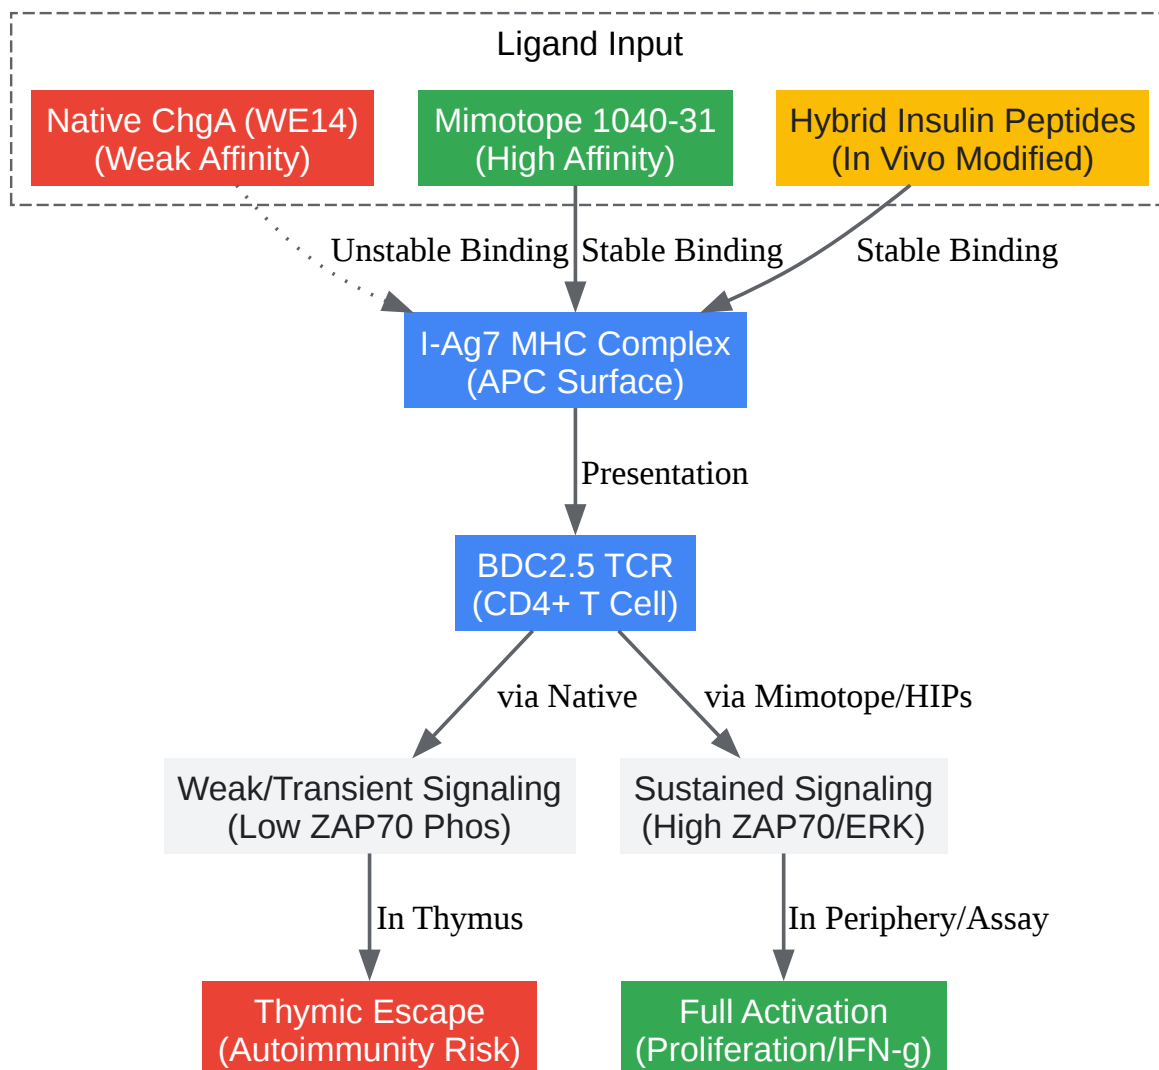 Ligand Input
Native ChgA (WE14)
(Weak Affinity)
Mimotope 1040-31
(High Affinity)
Hybrid Insulin Peptides
(In Vivo Modified)
Unstable Binding
Stable Binding
Stable Binding
I-Ag7 MHC Complex
(APC Surface)
Presentation
BDC2.5 TCR
(CD4+ T Cell)
via Native
via Mimotope/HIPs
Weak/Transient Signaling
(Low ZAP70 Phos)
Sustained Signaling
(High ZAP70/ERK)
In Thymus
In Periphery/Assay
Thymic Escape
(Autoimmunity Risk)
Full Activation
(Proliferation/IFN-g)